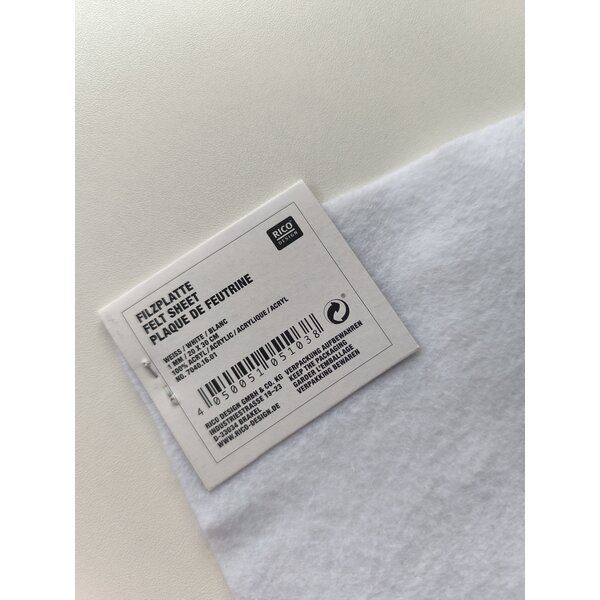 RICO
DESIGN
FILZPLATTE
FELT SHEET
PLAQUE DE FEUTRINE
WEISS / WHITE / BLANC
1 MM / 20 X 30 CM
100% ACRYL / ACRYLIC / ACRYLIQUE / ACRYL
NO. 7040.16.01
4 050051 051038
RICO DESIGN GMBH & CO. KG
INDUSTRIESTRASSE 19-23
D-33034 BRAKEL
WWW.RICO-DESIGN.DE
VERPACKUNG AUFBEWAHREN
KEEP THE PACKAGING
GARDER L'EMBALLAGE
VERPAKKING BEWAREN